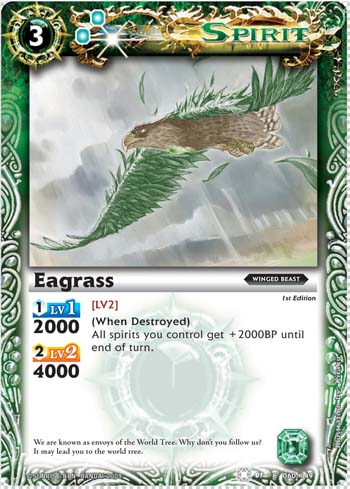 3
SPIRIT
Eagrass
WINGED BEAST
1st Edition
1 LV1
2000
2 LV2
4000
[LV2]
(When Destroyed)
All spirits you control get +2000BP until
end of turn.
We are known as envoys of the World Tree. Why don't you follow us?
It may lead you to the world tree.